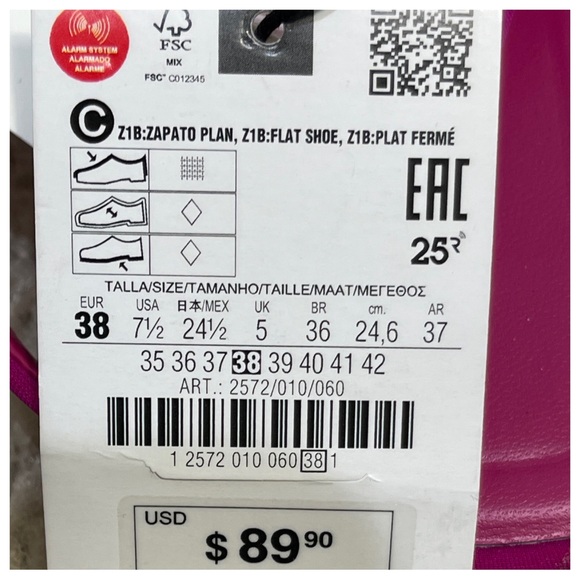 ALARM SYSTEM
ALARMADO
ALARME
FSC
MIX
FSC™ C012345
C Z1B:ZAPATO PLAN, Z1B:FLAT SHOE, Z1B:PLAT FERMÉ
EAC
25
TALLA/SIZE/TAMANHO/TAILLE/MAAT/ΜΕΓΕΘΟΣ
EUR USA 日本/MEX UK BR cm. AR
38 7½ 24½ 5 36 24,6 37
35 36 37 38 39 40 41 42
ART.: 2572/010/060
1 2572 010 060 38 1
USD
$ 89 90